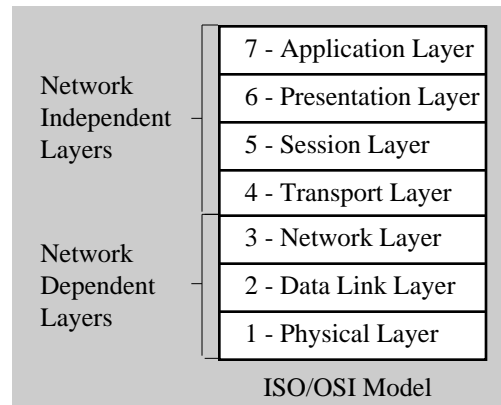 7 - Application Layer
6 - Presentation Layer
5 - Session Layer
4 - Transport Layer
3 - Network Layer
2 - Data Link Layer
1 - Physical Layer
Network
Independent
Layers
Network
Dependent
Layers
ISO/OSI Model